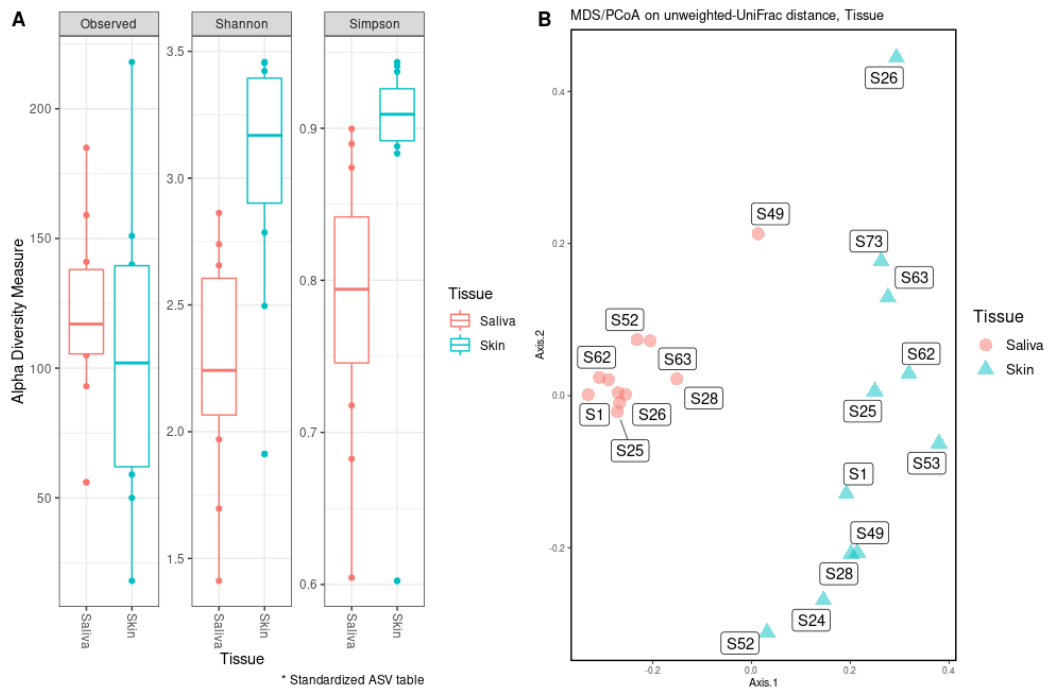 A
Observed
Shannon
Simpson
Alpha Diversity Measure
200
150
100
50
3.5
3.0
2.5
2.0
1.5
0.9
0.8
0.7
0.6
Saliva
Skin
Saliva
Skin
Saliva
Skin
Tissue
* Standardized ASV table
Tissue
Saliva
Skin
B
MDS/PCoA on unweighted-UniFrac distance, Tissue
Axis.2
0.4
0.2
0.0
-0.2
S26
S49
S73
S63
S52
S62
S63
S62
S28
S1
S26
S25
S25
S53
S1
S49
S28
S24
S52
-0.2
0.0
0.2
0.4
Axis.1
Tissue
Saliva
Skin